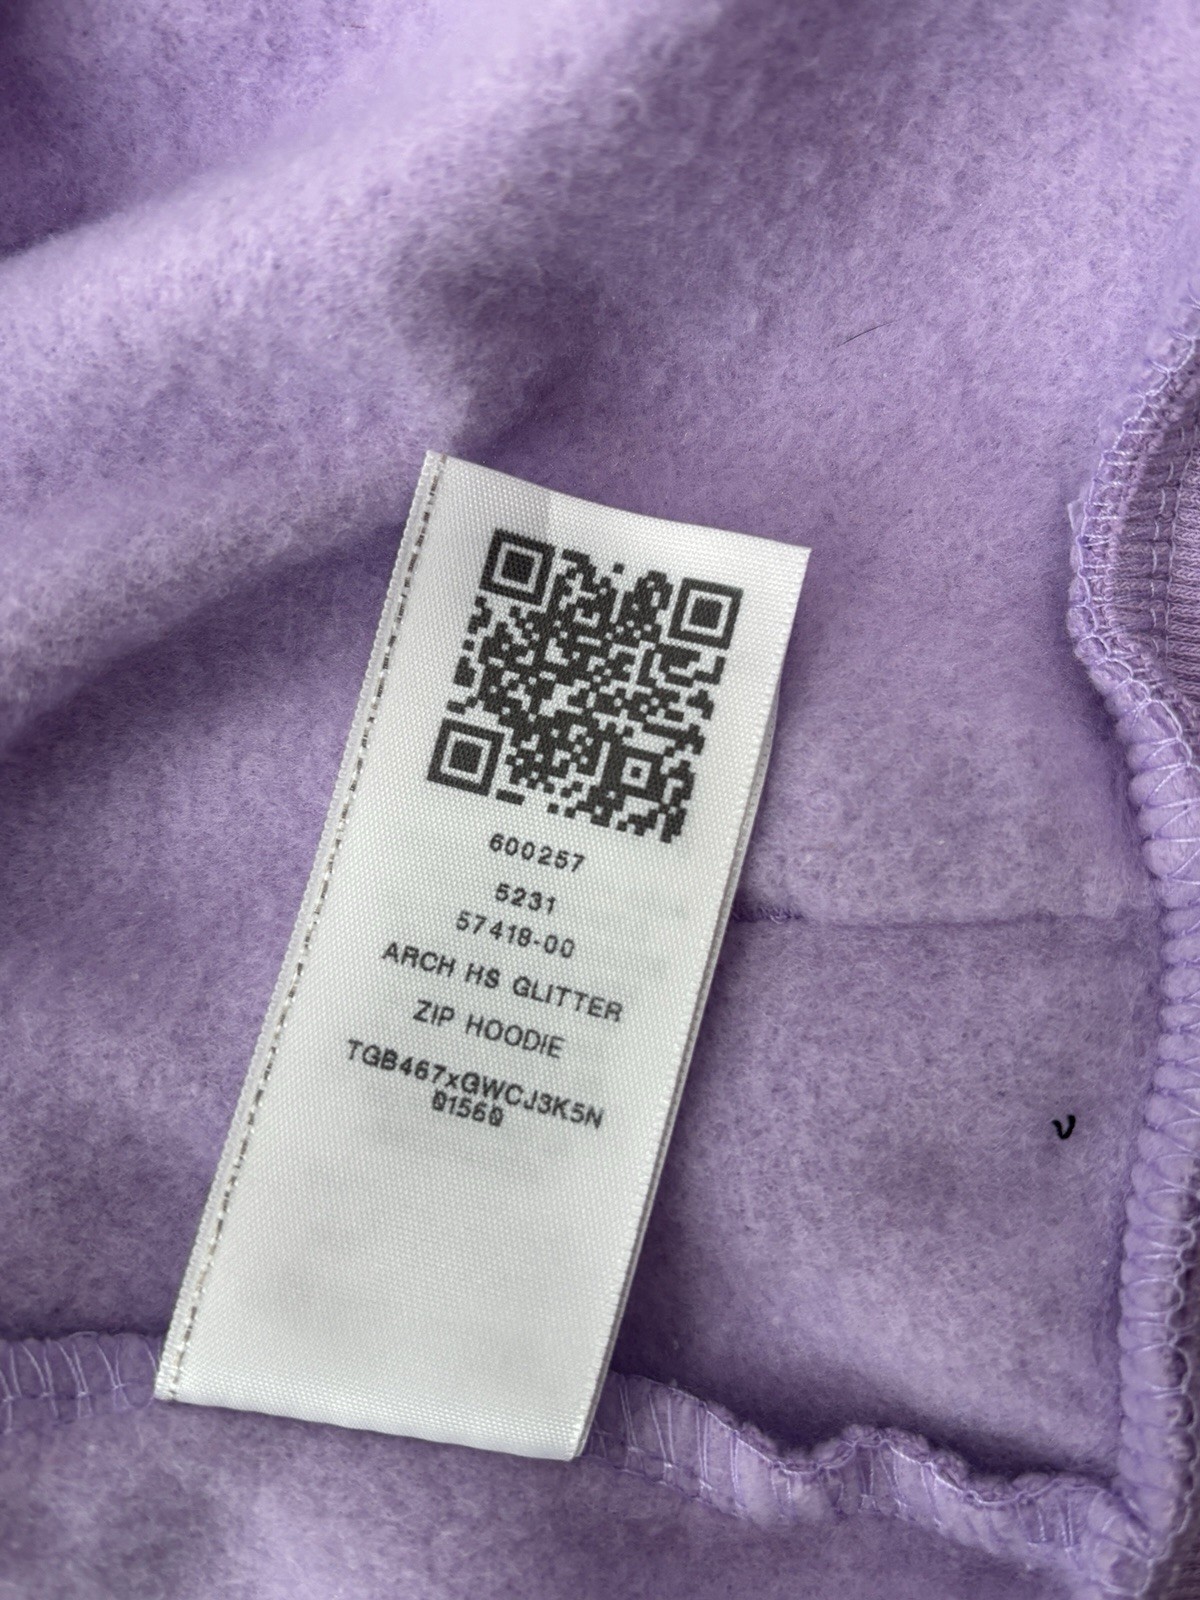 600257
5231
57418-00
ARCH HS GLITTER
ZIP HOODIE
TGB467xGWCJ3K5N
01560